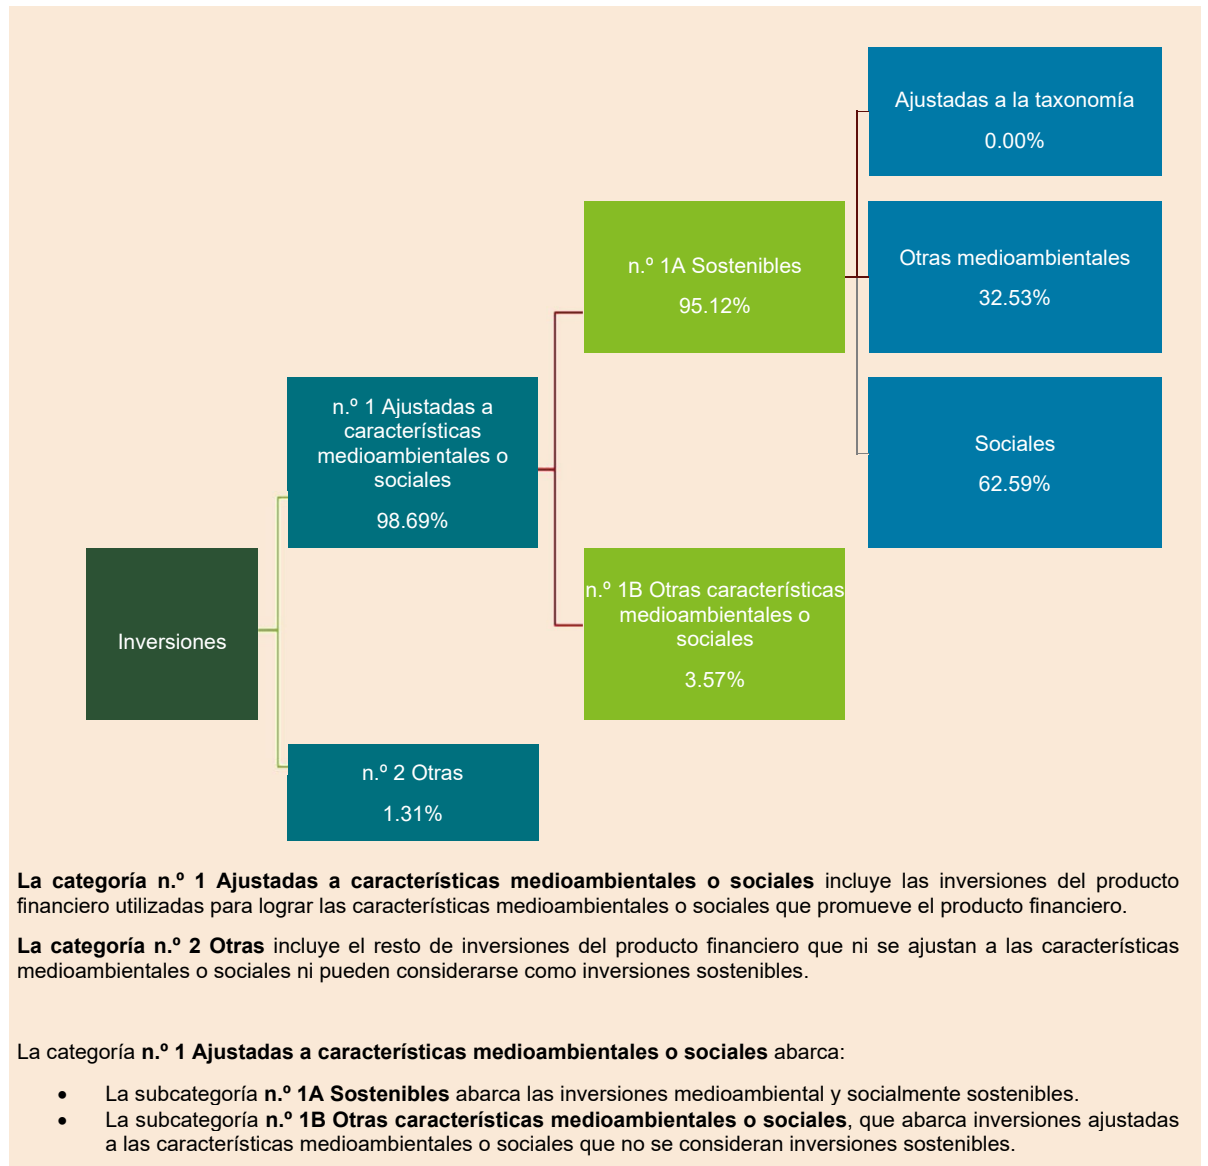 Ajustadas a la taxonomía
0.00%
n.º 1A Sostenibles
95.12%
Otras medioambientales
32.53%
n.º 1 Ajustadas a
características
medioambientales o
sociales
98.69%
Sociales
62.59%
Inversiones
n.º 1B Otras características
medioambientales o
sociales
3.57%
n.º 2 Otras
1.31%
La categoría n.º 1 Ajustadas a características medioambientales o sociales incluye las inversiones del producto
financiero utilizadas para lograr las características medioambientales o sociales que promueve el producto financiero.
La categoría n.º 2 Otras incluye el resto de inversiones del producto financiero que ni se ajustan a las características
medioambientales o sociales ni pueden considerarse como inversiones sostenibles.
La categoría n.º 1 Ajustadas a características medioambientales o sociales abarca:
• La subcategoría n.º 1A Sostenibles abarca las inversiones medioambiental y socialmente sostenibles.
• La subcategoría n.º 1B Otras características medioambientales o sociales, que abarca inversiones ajustadas
a las características medioambientales o sociales que no se consideran inversiones sostenibles.